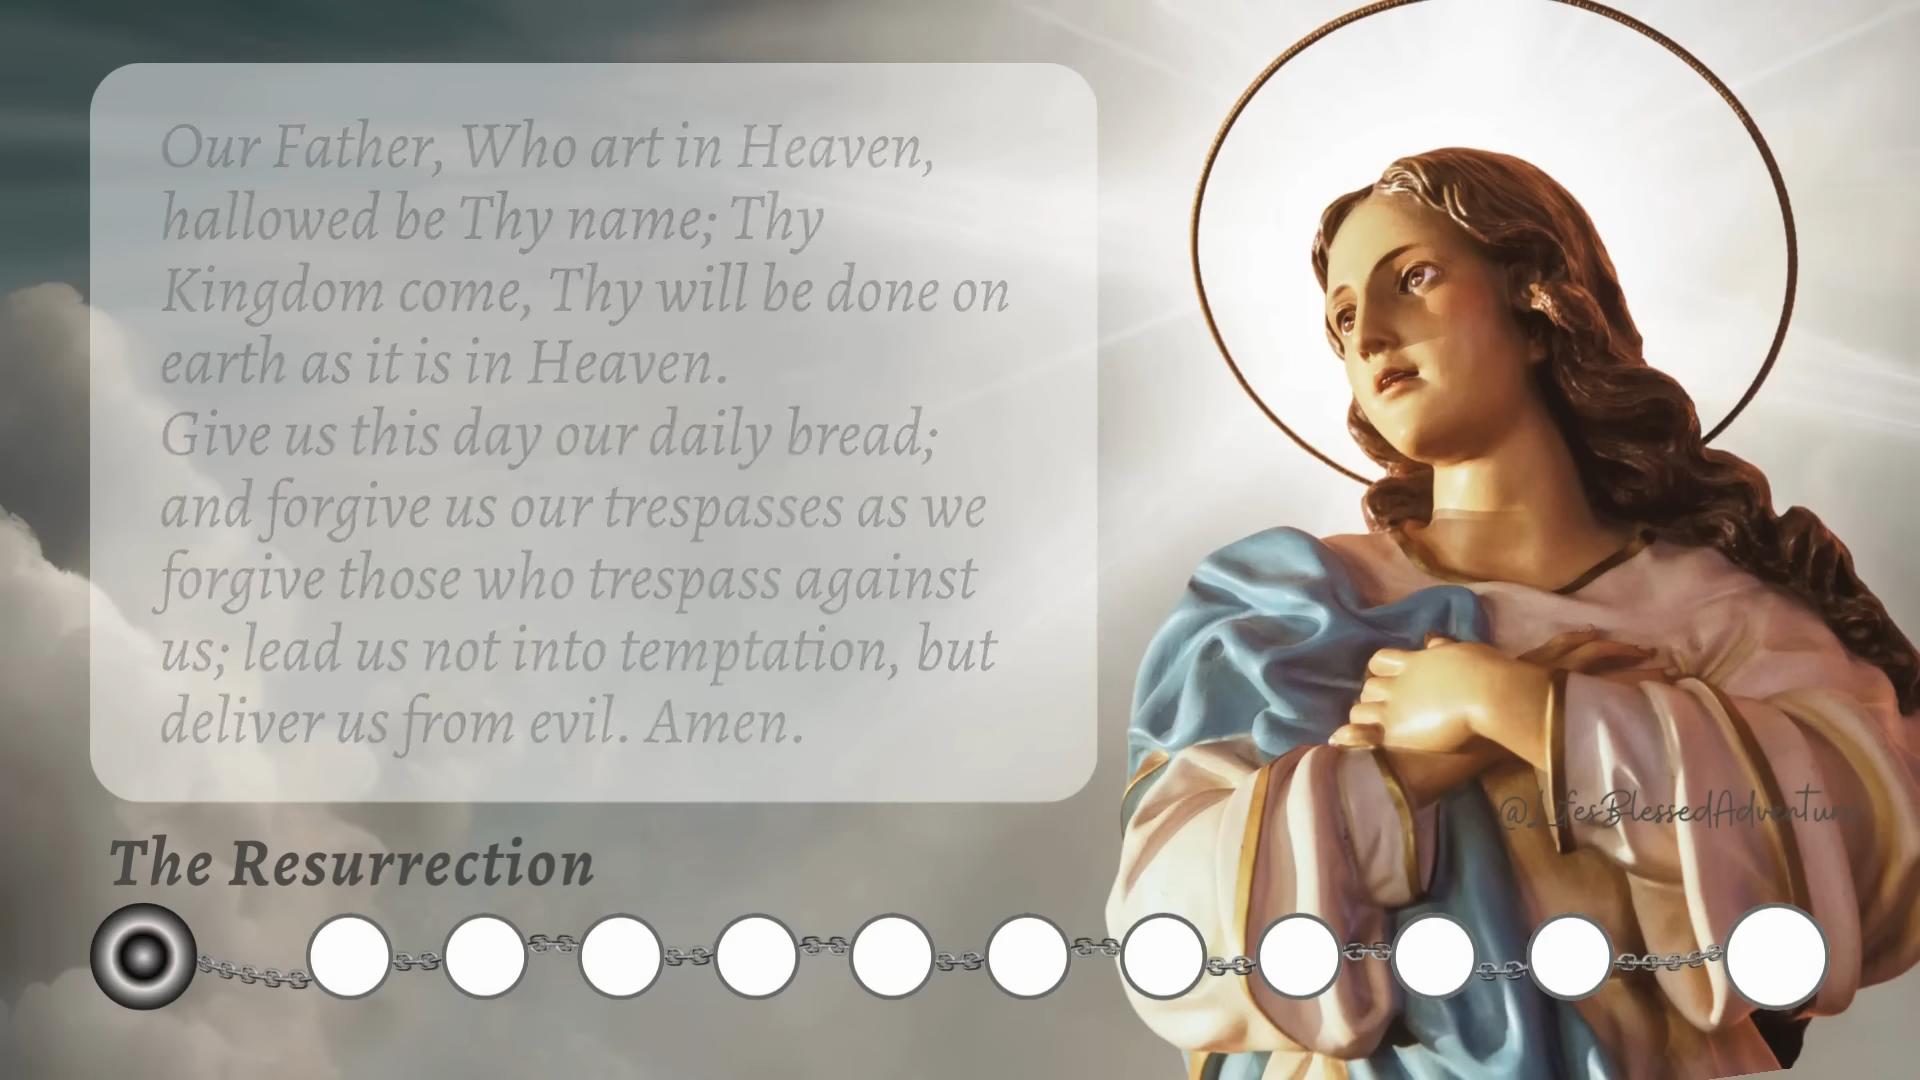 Our Father, Who art in Heaven,
hallowed be Thy name; Thy
Kingdom come, Thy will be done on
earth as it is in Heaven.
Give us this day our daily bread;
and forgive us our trespasses as we
forgive those who trespass against
us; lead us not into temptation, but
deliver us from evil. Amen.
@LifesBlessedAdventure
The Resurrection